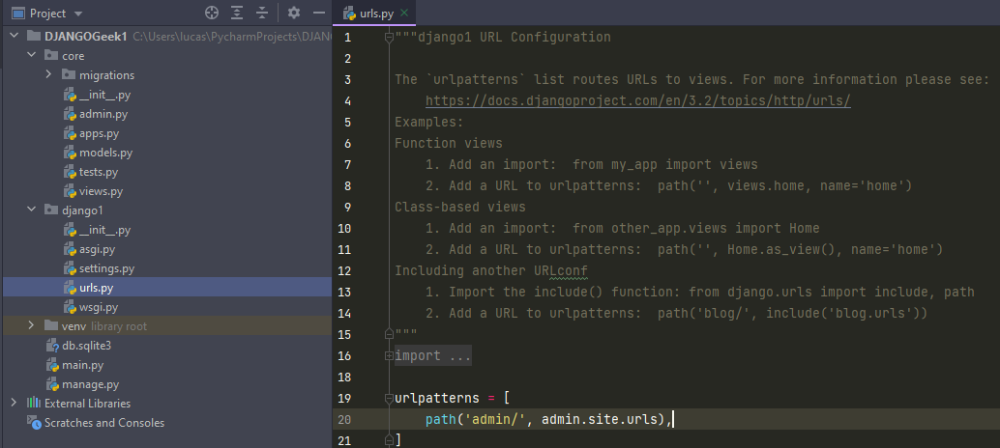 Project
DJANGOGeek1 C:\Users\lucas\PycharmProjects\DJANG
core
migrations
__init__.py
admin.py
apps.py
models.py
tests.py
views.py
django1
__init__.py
asgi.py
settings.py
urls.py
wsgi.py
venv library root
db.sqlite3
main.py
manage.py
External Libraries
Scratches and Consoles
urls.py
1 """django1 URL Configuration
2
3 The `urlpatterns` list routes URLs to views. For more information please see:
4 https://docs.djangoproject.com/en/3.2/topics/http/urls/
5 Examples:
6 Function views
7 1. Add an import:  from my_app import views
8 2. Add a URL to urlpatterns:  path('', views.home, name='home')
9 Class-based views
10 1. Add an import:  from other_app.views import Home
11 2. Add a URL to urlpatterns:  path('', Home.as_view(), name='home')
12 Including another URLconf
13 1. Import the include() function: from django.urls import include, path
14 2. Add a URL to urlpatterns:  path('blog/', include('blog.urls'))
15 """
16 import ...
18
19 urlpatterns = [
20 path('admin/', admin.site.urls),
21 ]